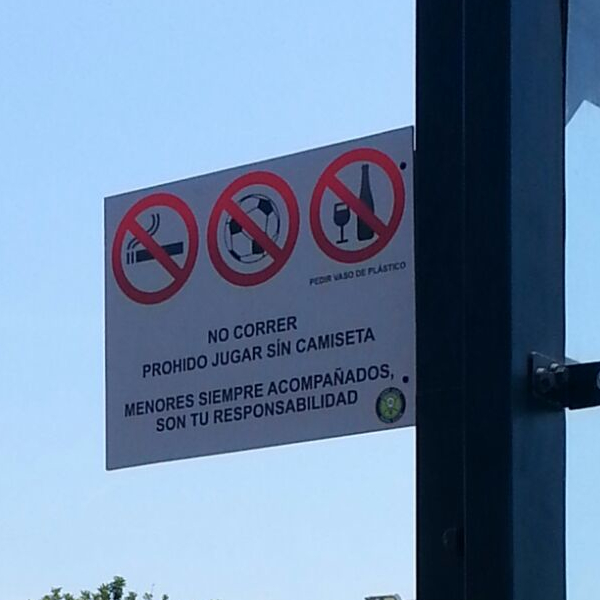 PEDIR VASO DE PLÁSTICO
NO CORRER
PROHIDO JUGAR SÍN CAMISETA
MENORES SIEMPRE ACOMPAÑADOS,
SON TU RESPONSABILIDAD